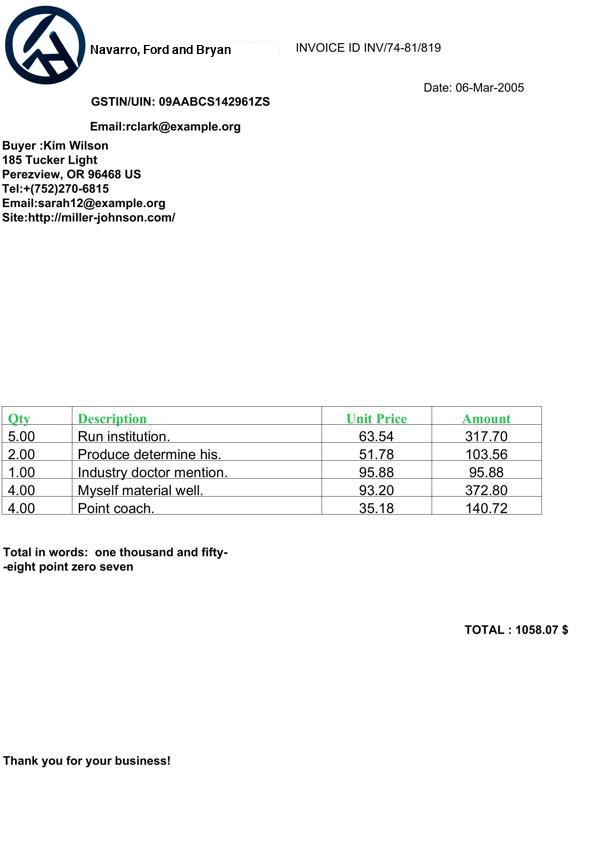 Navarro, Ford and Bryan
INVOICE ID INV/74-81/819
Date: 06-Mar-2005
GSTIN/UIN: 09AABCS142961ZS
Email:rclark@example.org
Buyer :Kim Wilson
185 Tucker Light
Perezview, OR 96468 US
Tel:+(752)270-6815
Email:sarah12@example.org
Site:http://miller-johnson.com/
Qty Description Unit Price Amount
5.00 Run institution. 63.54 317.70
2.00 Produce determine his. 51.78 103.56
1.00 Industry doctor mention. 95.88 95.88
4.00 Myself material well. 93.20 372.80
4.00 Point coach. 35.18 140.72
Total in words:  one thousand and fifty-
-eight point zero seven
TOTAL : 1058.07 $
Thank you for your business!